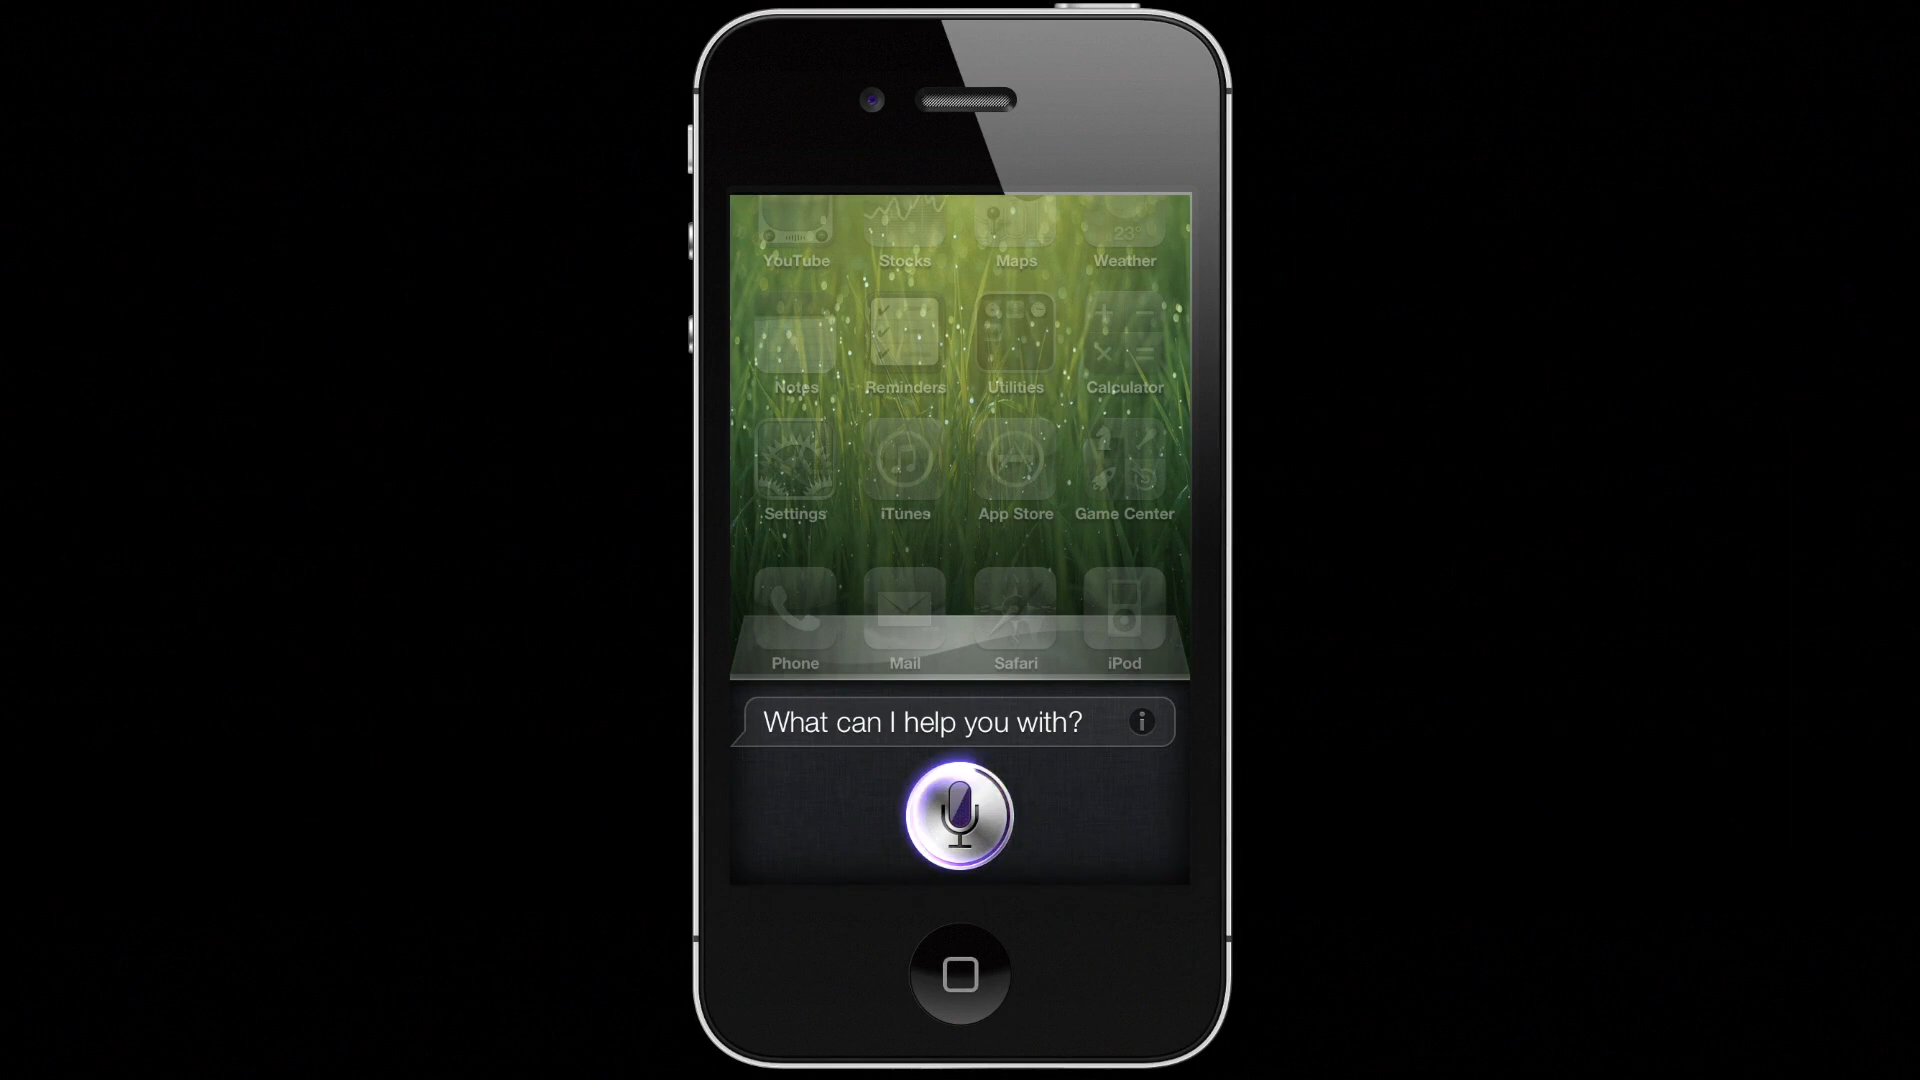 23°
YouTube Stocks Maps Weather
Notes Reminders Utilities Calculator
Settings iTunes App Store Game Center
Phone Mail Safari iPod
What can I help you with?